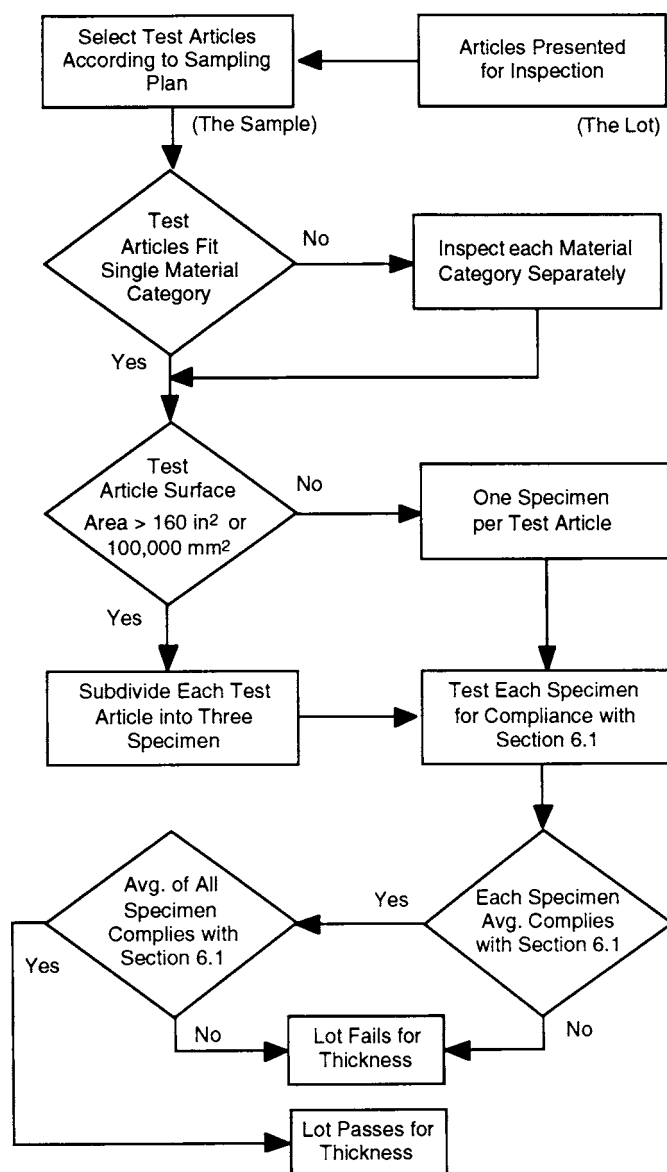 Select Test Articles
According to Sampling
Plan
Articles Presented
for Inspection
(The Sample)
(The Lot)
Test
Articles Fit
Single Material
Category
No
Inspect each Material
Category Separately
Yes
Test
Article Surface
Area > 160 in2 or
100,000 mm2
No
One Specimen
per Test Article
Yes
Subdivide Each Test
Article into Three
Specimen
Test Each Specimen
for Compliance with
Section 6.1
Avg. of All
Specimen
Complies with
Section 6.1
Yes
Each Specimen
Avg. Complies
with Section 6.1
Yes
No
No
Lot Fails for
Thickness
Lot Passes for
Thickness